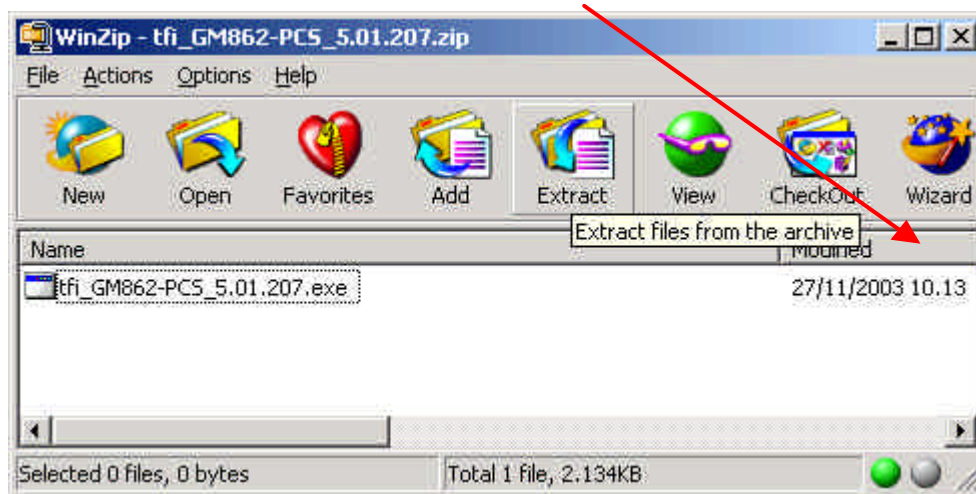 WinZip - tfi_GM862-PCS_5.01.207.zip
File Actions Options Help
New Open Favorites Add Extract View CheckOut Wizard
Extract files from the archive
Name Modified
tfi_GM862-PCS_5.01.207.exe 27/11/2003 10.13
Selected 0 files, 0 bytes Total 1 file, 2.134KB